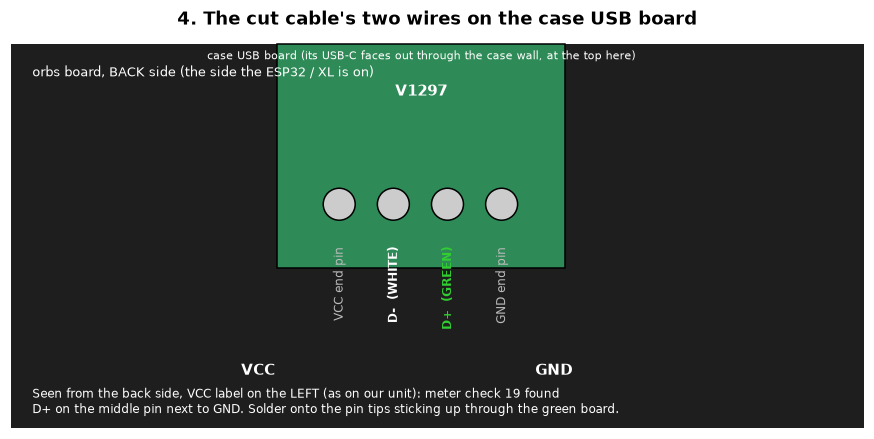 4. The cut cable's two wires on the case USB board
case USB board (its USB-C faces out through the case wall, at the top here)
orbs board, BACK side (the side the ESP32 / XL is on)
V1297
VCC end pin
D- (WHITE)
D+ (GREEN)
GND end pin
VCC
GND
Seen from the back side, VCC label on the LEFT (as on our unit): meter check 19 found
D+ on the middle pin next to GND. Solder onto the pin tips sticking up through the green board.